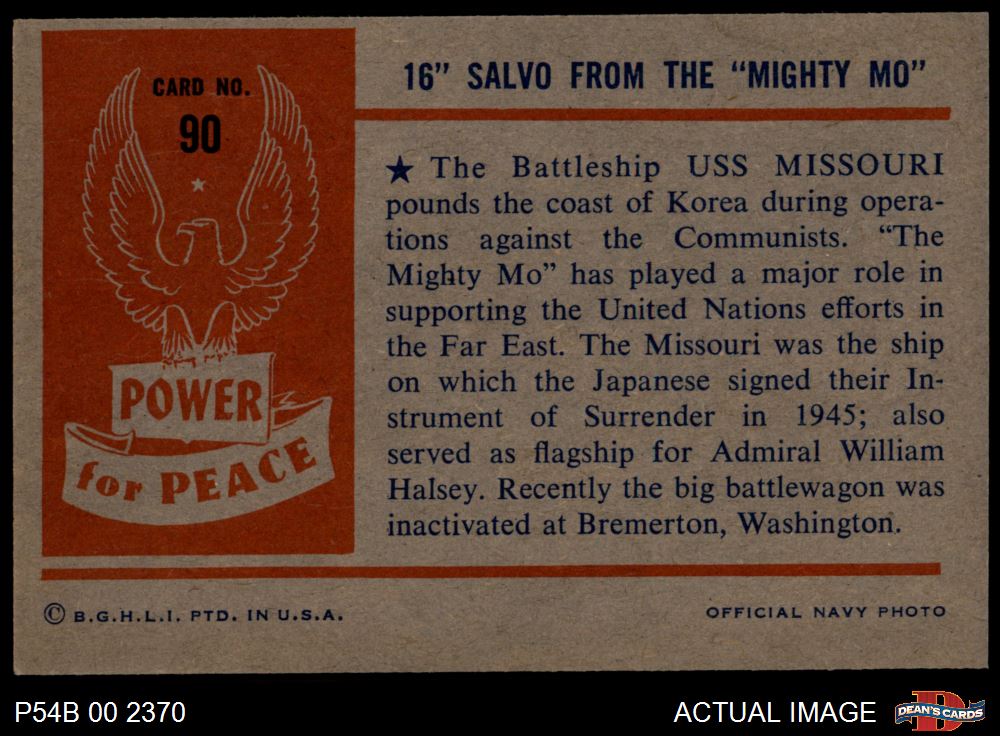 CARD NO.
90
POWER
for PEACE
16” SALVO FROM THE “MIGHTY MO”
★ The Battleship USS MISSOURI
pounds the coast of Korea during opera-
tions against the Communists. “The
Mighty Mo” has played a major role in
supporting the United Nations efforts in
the Far East. The Missouri was the ship
on which the Japanese signed their In-
strument of Surrender in 1945; also
served as flagship for Admiral William
Halsey. Recently the big battlewagon was
inactivated at Bremerton, Washington.
© B.G.H.L.I. PTD. IN U.S.A.
OFFICIAL NAVY PHOTO
P54B 00 2370
ACTUAL IMAGE
DEAN'S CARDS